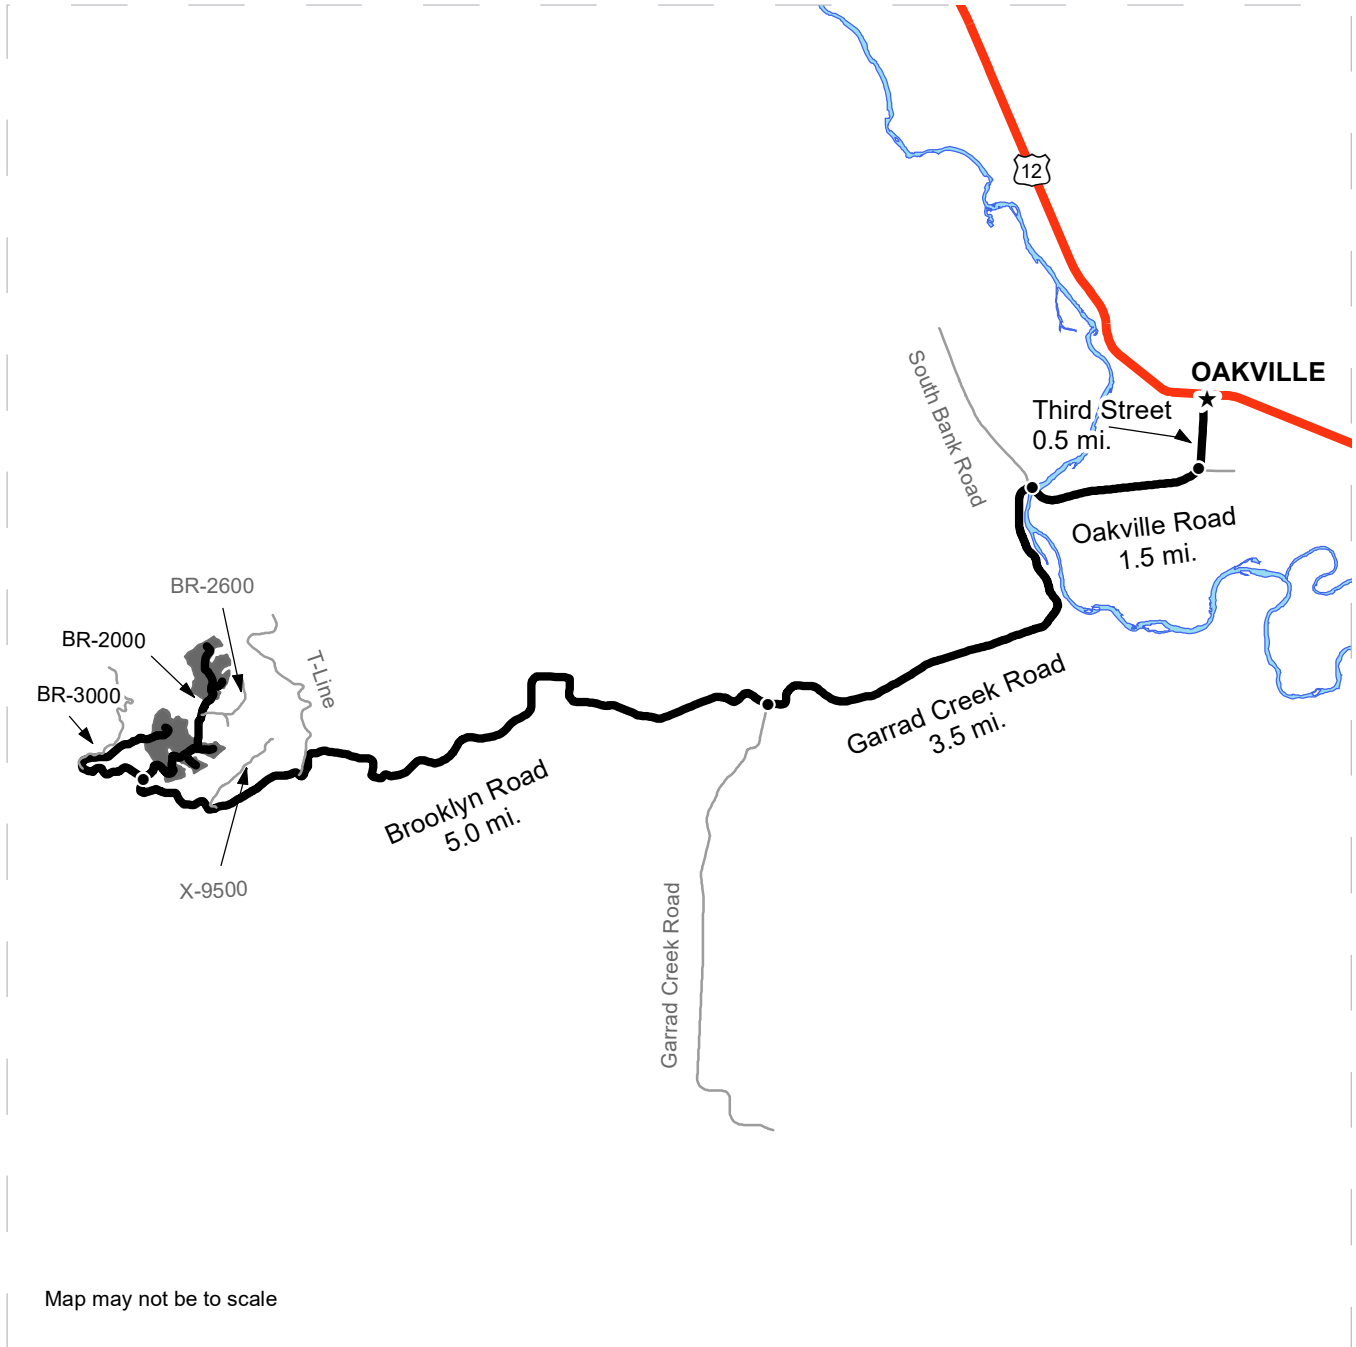 12
OAKVILLE
Third Street
0.5 mi.
South Bank Road
Oakville Road
1.5 mi.
BR-2600
BR-2000
T-Line
BR-3000
Garrad Creek Road
3.5 mi.
Brooklyn Road
5.0 mi.
X-9500
Garrad Creek Road
Map may not be to scale